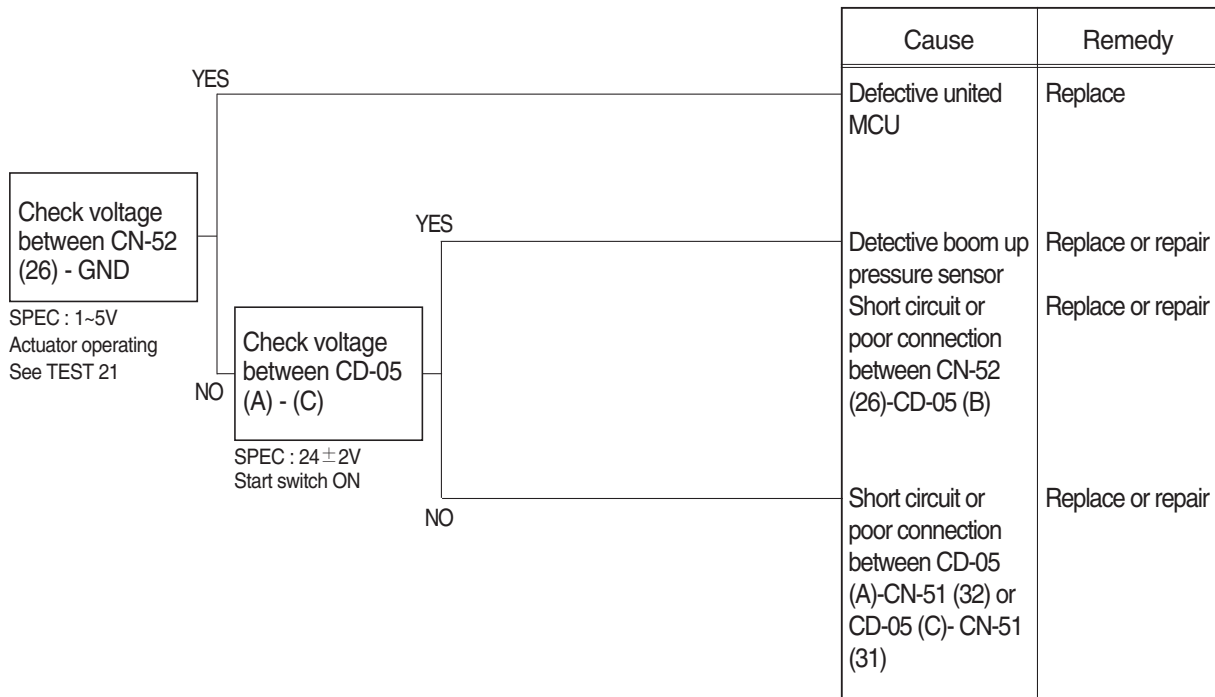 Cause Remedy
YES
Defective united Replace
MCU
Check voltage
between CN-52
(26) - GND
SPEC : 1~5V
Actuator operating
See TEST 21
NO
Check voltage
between CD-05
(A) - (C)
SPEC : 24±2V
Start switch ON
YES
Detective boom up Replace or repair
pressure sensor
Short circuit or Replace or repair
poor connection
between CN-52
(26)-CD-05 (B)
NO
Short circuit or Replace or repair
poor connection
between CD-05
(A)-CN-51 (32) or
CD-05 (C)- CN-51
(31)